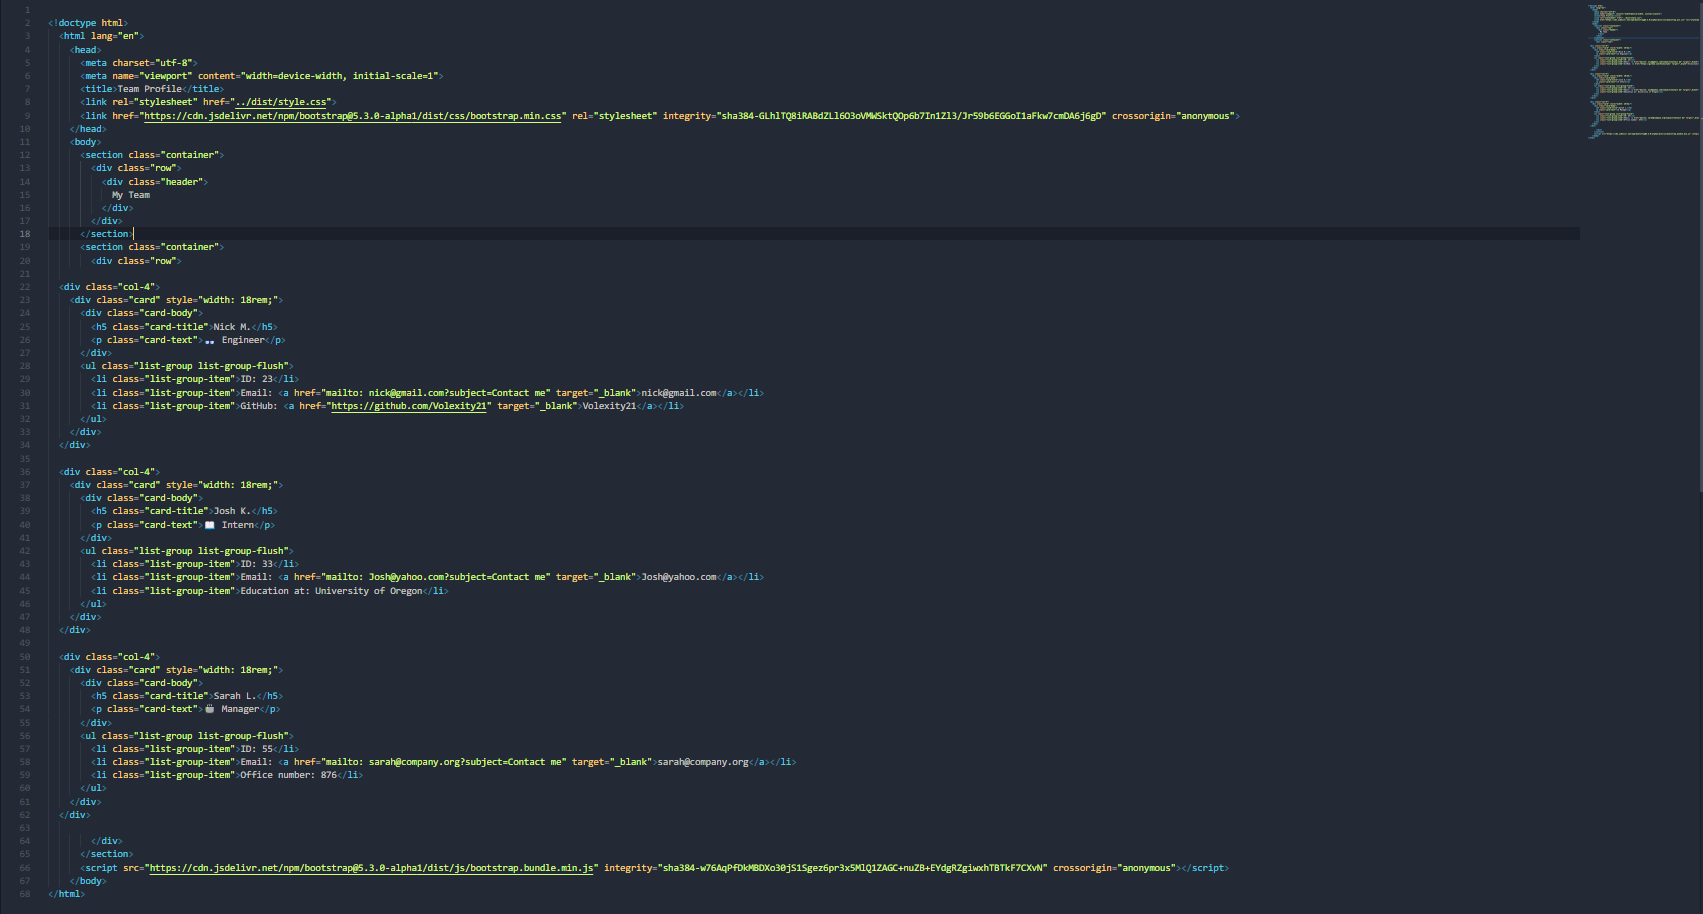 1
2 <!doctype html>
3 <html lang="en">
4 <head>
5 <meta charset="utf-8">
6 <meta name="viewport" content="width=device-width, initial-scale=1">
7 <title>Team Profile</title>
8 <link rel="stylesheet" href="../dist/style.css">
9 <link href="https://cdn.jsdelivr.net/npm/bootstrap@5.3.0-alpha1/dist/css/bootstrap.min.css" rel="stylesheet" integrity="sha384-GLhlTQ8iRABdZLl6O3oVMWSktQOp6b7In1Zl3/Jr59b6EGGoI1aFkw7cmDA6j6gD" crossorigin="anonymous">
10 </head>
11 <body>
12 <section class="container">
13 <div class="row">
14 <div class="header">
15 My Team
16 </div>
17 </div>
18 </section>
19 <section class="container">
20 <div class="row">
21
22 <div class="col-4">
23 <div class="card" style="width: 18rem;">
24 <div class="card-body">
25 <h5 class="card-title">Nick M.</h5>
26 <p class="card-text">👓 Engineer</p>
27 </div>
28 <ul class="list-group list-group-flush">
29 <li class="list-group-item">ID: 23</li>
30 <li class="list-group-item">Email: <a href="mailto: nick@gmail.com?subject=Contact me" target="_blank">nick@gmail.com</a></li>
31 <li class="list-group-item">GitHub: <a href="https://github.com/Volexity21" target="_blank">Volexity21</a></li>
32 </ul>
33 </div>
34 </div>
35
36 <div class="col-4">
37 <div class="card" style="width: 18rem;">
38 <div class="card-body">
39 <h5 class="card-title">Josh K.</h5>
40 <p class="card-text">📖 Intern</p>
41 </div>
42 <ul class="list-group list-group-flush">
43 <li class="list-group-item">ID: 33</li>
44 <li class="list-group-item">Email: <a href="mailto: Josh@yahoo.com?subject=Contact me" target="_blank">Josh@yahoo.com</a></li>
45 <li class="list-group-item">Education at: University of Oregon</li>
46 </ul>
47 </div>
48 </div>
49
50 <div class="col-4">
51 <div class="card" style="width: 18rem;">
52 <div class="card-body">
53 <h5 class="card-title">Sarah L.</h5>
54 <p class="card-text">☕ Manager</p>
55 </div>
56 <ul class="list-group list-group-flush">
57 <li class="list-group-item">ID: 55</li>
58 <li class="list-group-item">Email: <a href="mailto: sarah@company.org?subject=Contact me" target="_blank">sarah@company.org</a></li>
59 <li class="list-group-item">Office number: 876</li>
60 </ul>
61 </div>
62 </div>
63
64 </div>
65 </section>
66 <script src="https://cdn.jsdelivr.net/npm/bootstrap@5.3.0-alpha1/dist/js/bootstrap.bundle.min.js" integrity="sha384-w76AqPfDkMBDXo30jS1Sgez6pr3x5MlQ1ZAGC+nuZB+EYdgRZgiwxhTBTkF7CXvN" crossorigin="anonymous"></script>
67 </body>
68 </html>